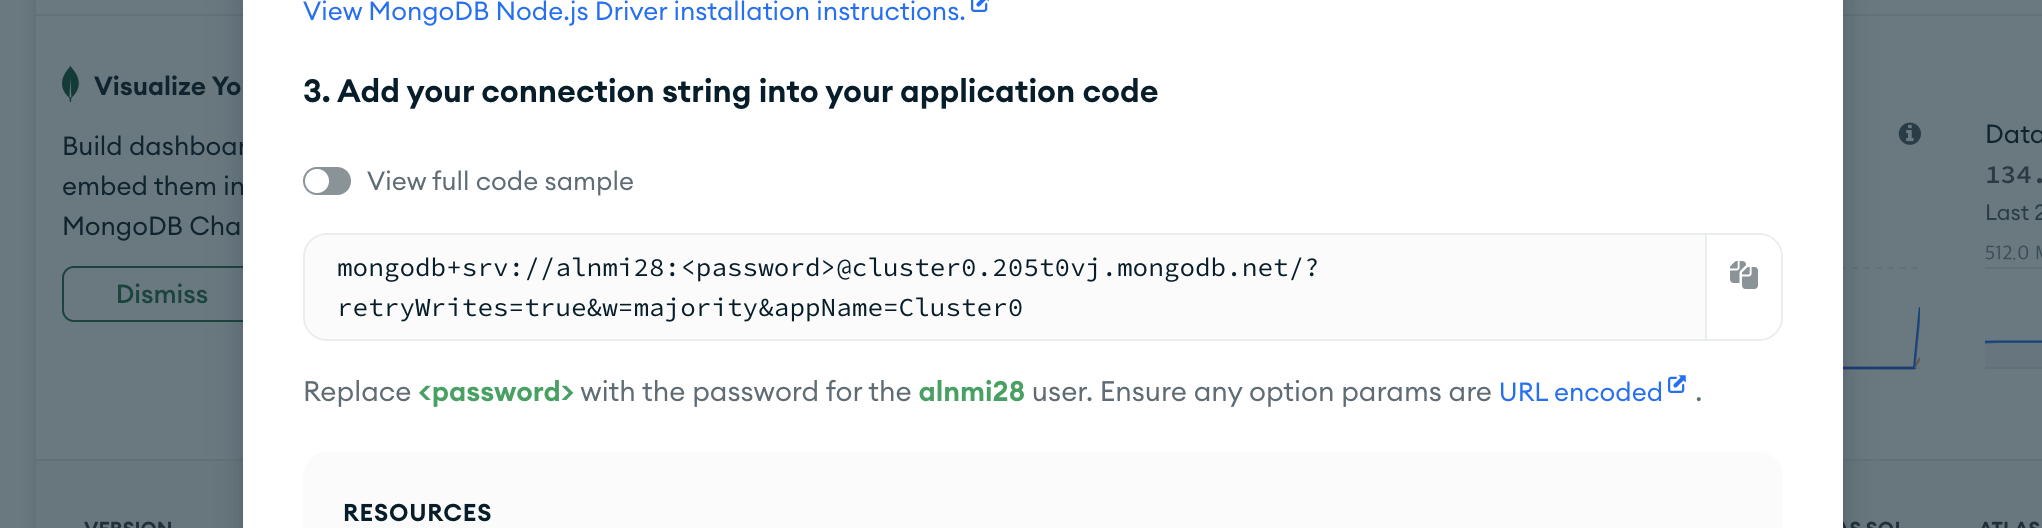 View MongoDB Node.js Driver installation instructions.
3. Add your connection string into your application code
View full code sample
mongodb+srv://alnmi28:<password>@cluster0.205t0vj.mongodb.net/?
retryWrites=true&w=majority&appName=Cluster0
Replace <password> with the password for the alnmi28 user. Ensure any option params are URL encoded .
RESOURCES
Visualize Yo
Build dashboar
embed them in
MongoDB Cha
Dismiss
VERSION
Data
134.
Last 2
512.0 M